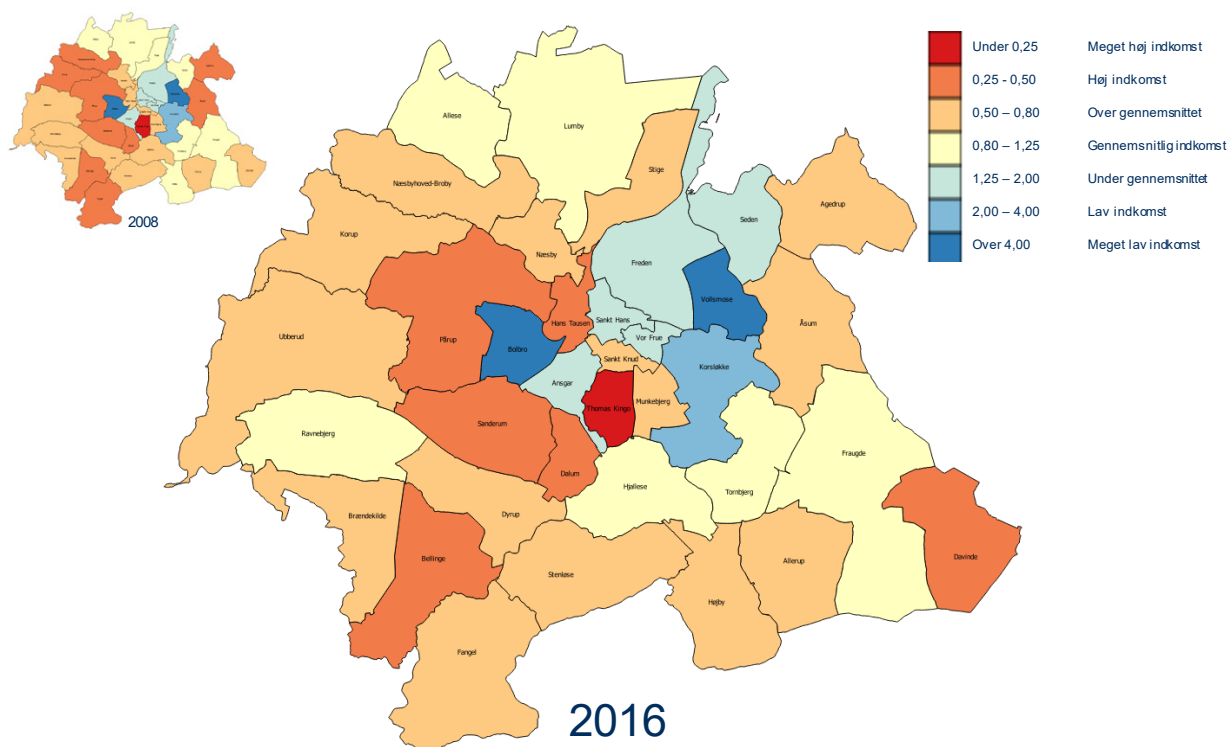 2008
Under 0,25 Meget høj indkomst
0,25 - 0,50 Høj indkomst
0,50 – 0,80 Over gennemsnittet
0,80 – 1,25 Gennemsnitlig indkomst
1,25 – 2,00 Under gennemsnittet
2,00 – 4,00 Lav indkomst
Over 4,00 Meget lav indkomst
Allese
Lumby
Stige
Næsbyhoved-Broby
Agedrup
Seden
Korup
Næsby
Freden
Vollsmose
Hans Tausen
Sankt Hans
Åsum
Ubberud
Pårup
Bolbro
Vor Frue
Sankt Knud
Korsløkke
Ansgar
Thomas Kingo
Munkebjerg
Sanderum
Ravnebjerg
Fraugde
Dalum
Hjallese
Tornbjerg
Brændekilde
Dyrup
Bellinge
Stenløse
Allerup
Davinde
Højby
Fangel
2016